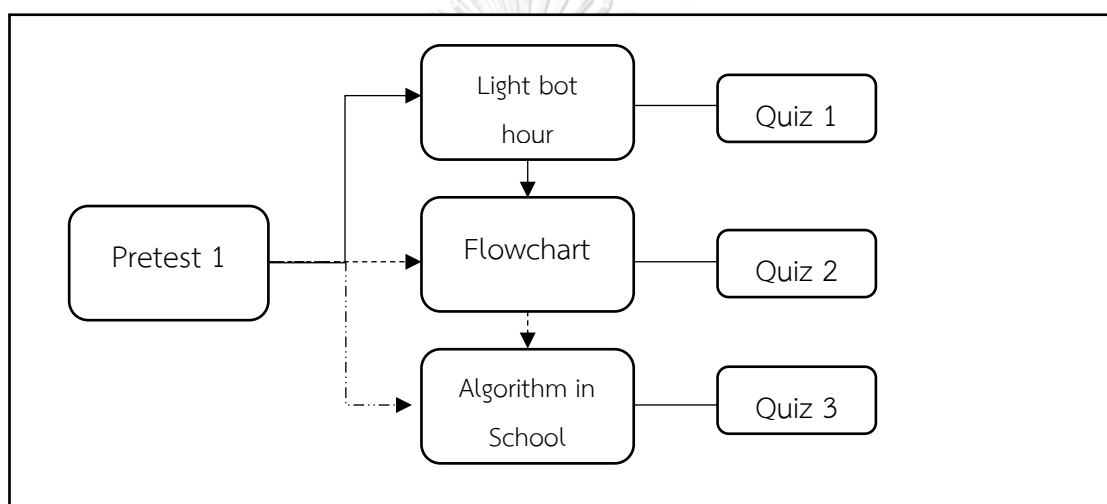 Light bot
hour
Quiz 1
Pretest 1
Flowchart
Quiz 2
Algorithm in
School
Quiz 3